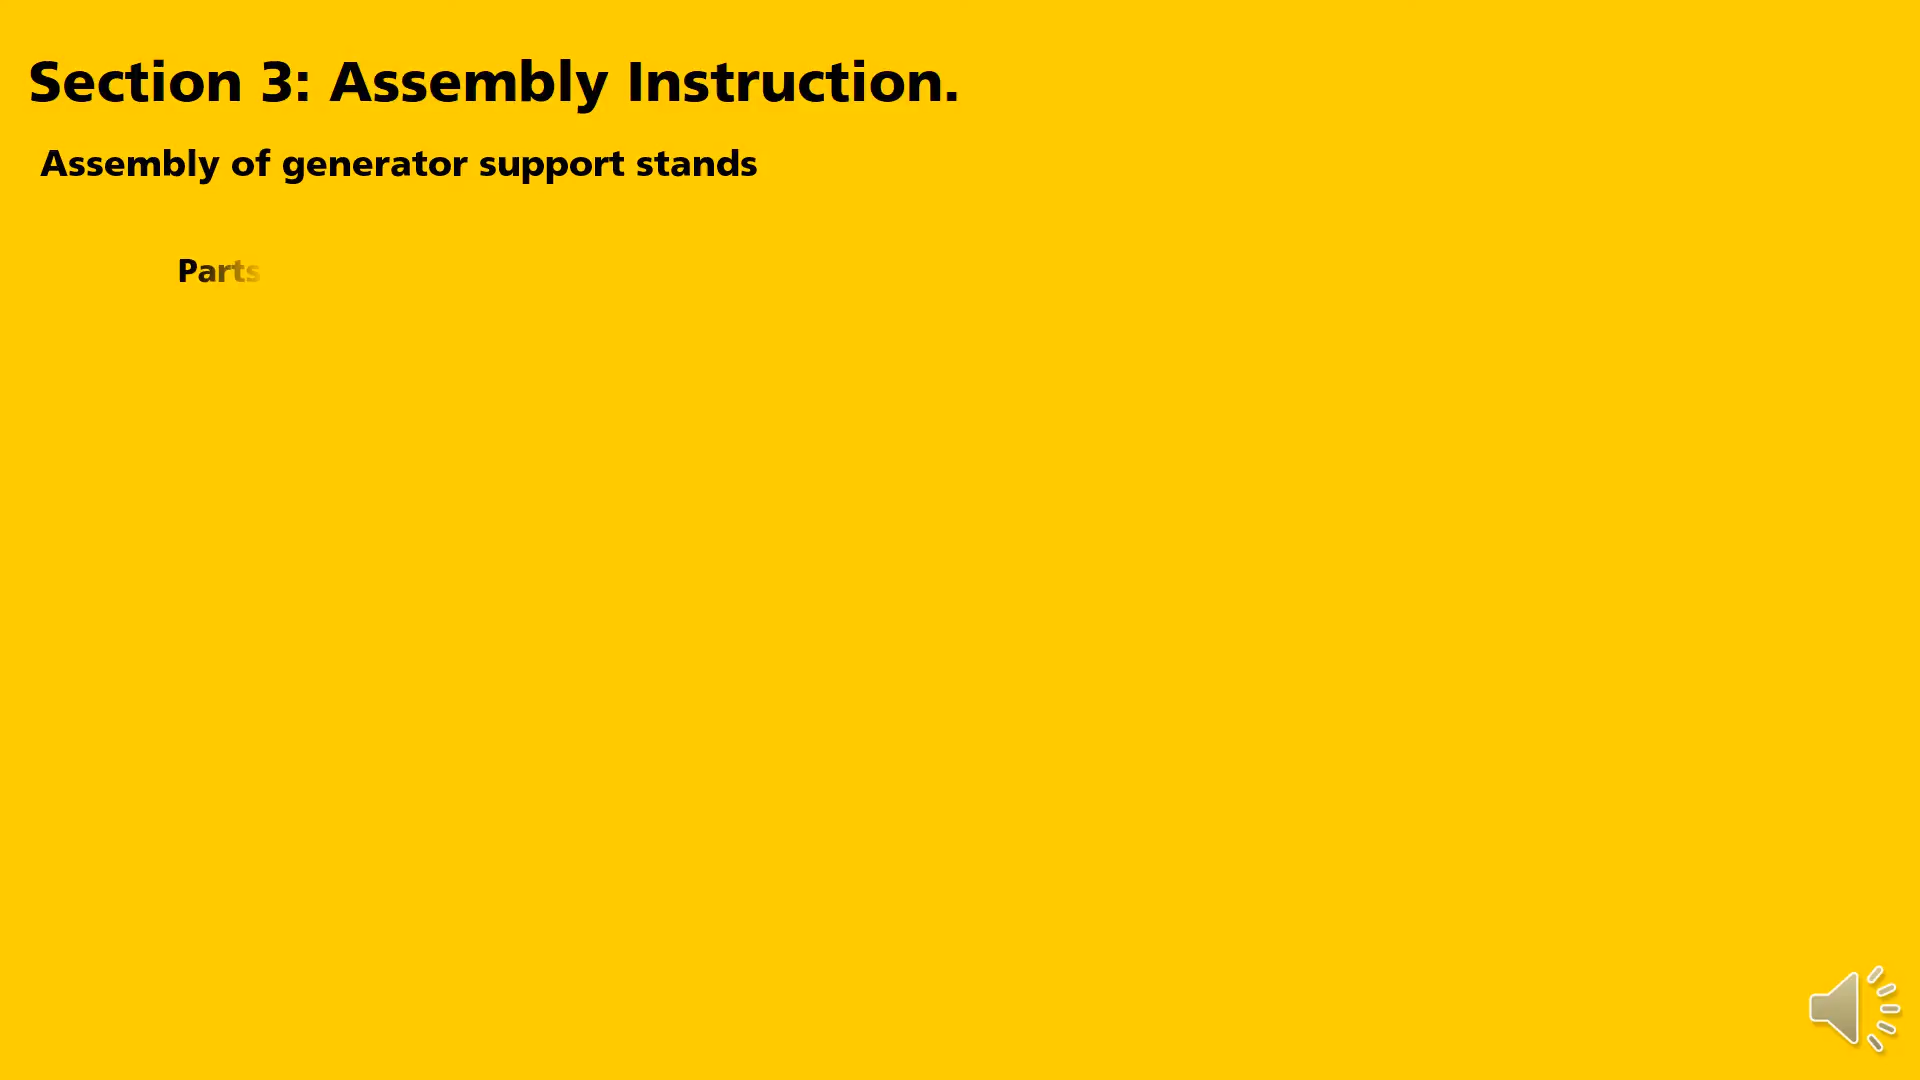 Section 3: Assembly Instruction.
Assembly of generator support stands
Parts